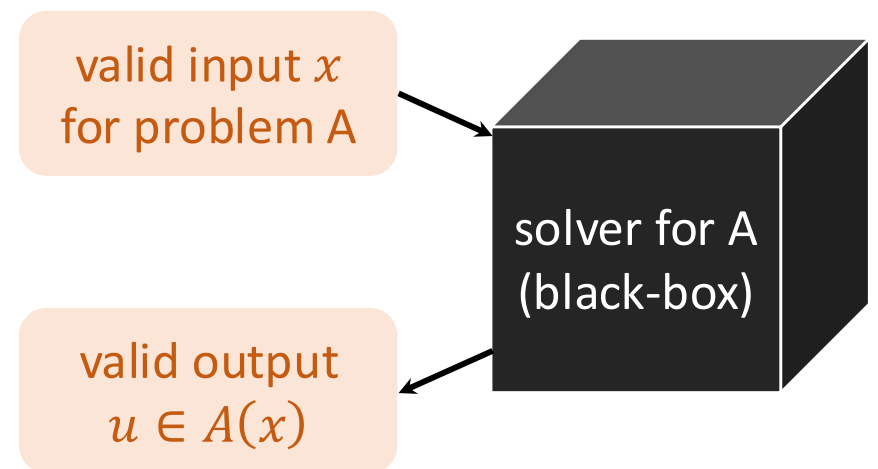 valid input x
for problem A
solver for A
(black-box)
valid output
u ∈ A(x)